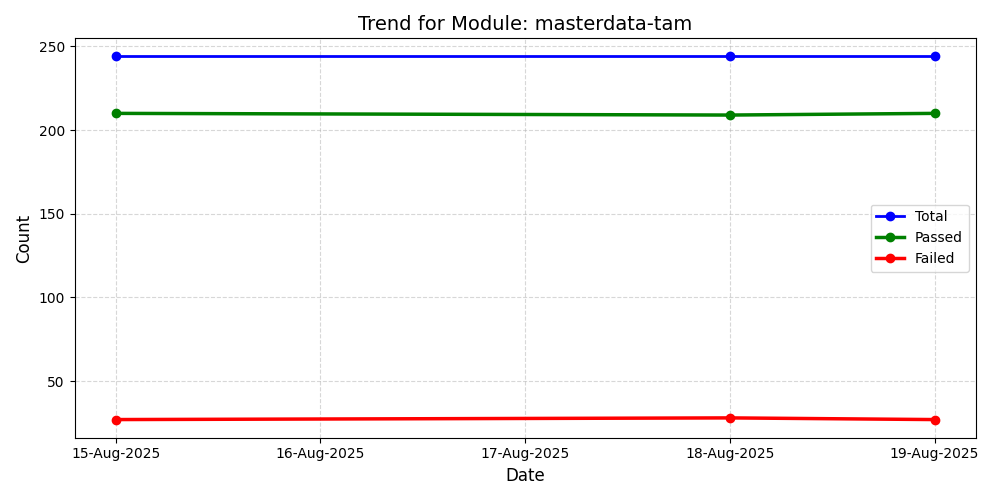 Trend for Module: masterdata-tam
250
200
150
100
50
Count
Total
Passed
Failed
15-Aug-2025 16-Aug-2025 17-Aug-2025 18-Aug-2025 19-Aug-2025
Date